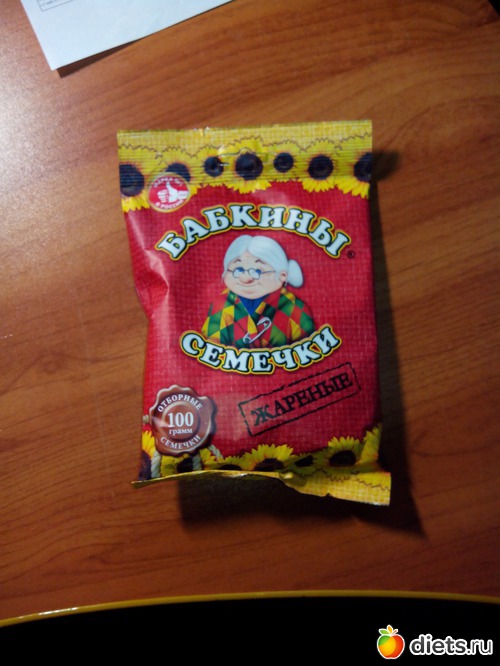 БАБКИНЫ
®
СЕМЕЧКИ
ЖАРЕНЫЕ
ОТБОРНЫЕ
100
грамм
СЕМЕЧКИ
diets.ru